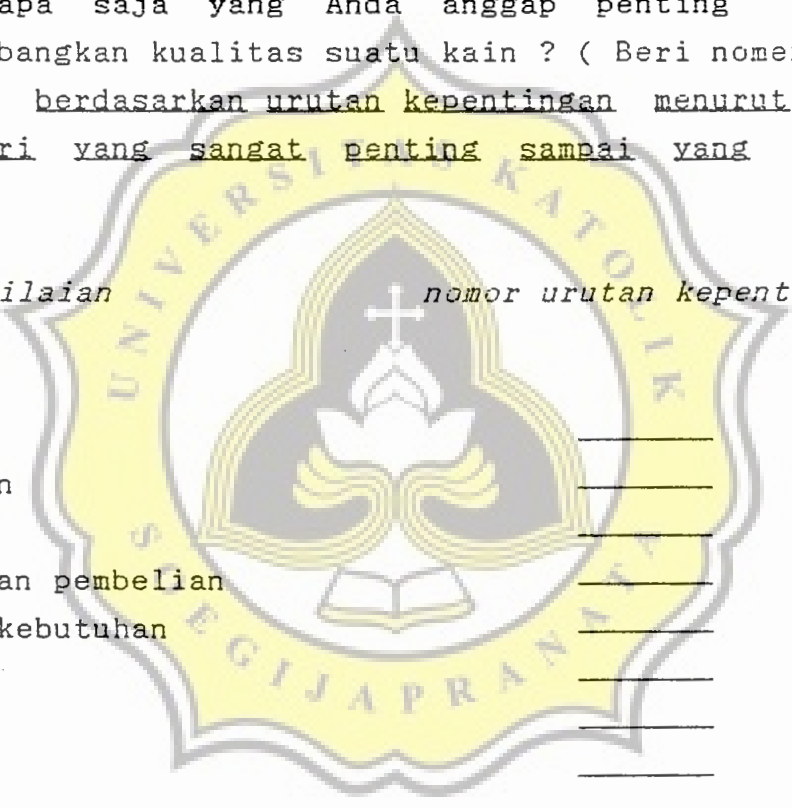 apa saja yang Anda anggap penting
bangkan kualitas suatu kain ? ( Beri nomer
berdasarkan urutan kepentingan menurut
ri yang sangat penting sampai yang
ilaian nomor urutan kepent
n
an pembelian
kebutuhan
UNIVERSITAS KATOLIK
SOEGIJAPRANATA